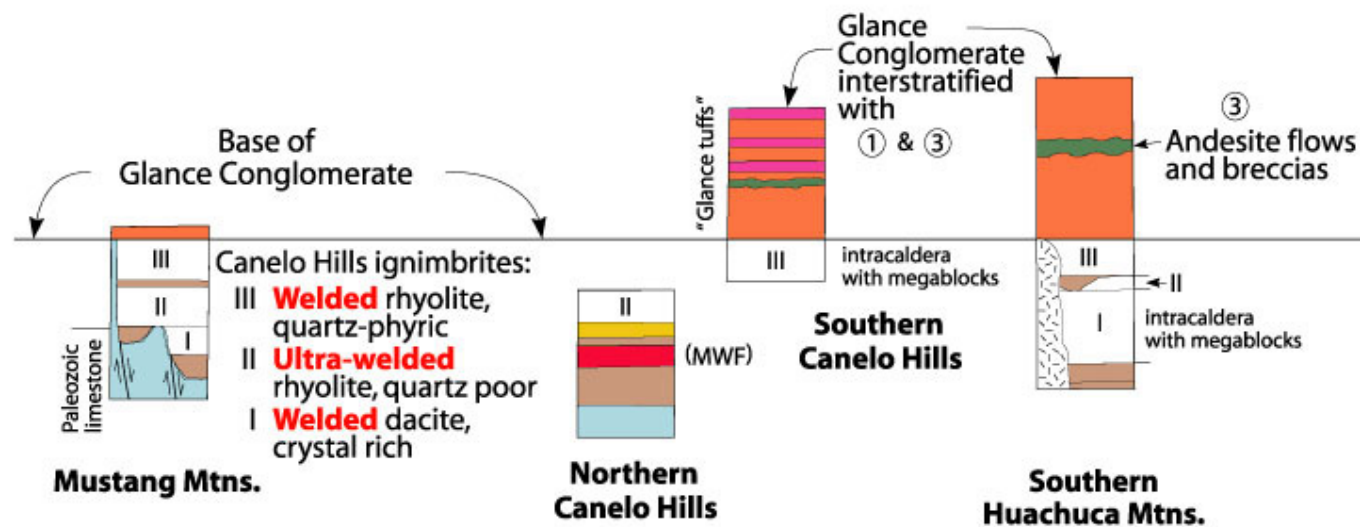 Base of
Glance Conglomerate
Glance
Conglomerate
interstratified
with
① & ③
③
Andesite flows
and breccias
"Glance tuffs"
III
II
I
Paleozoic
limestone
Mustang Mtns.
Canelo Hills ignimbrites:
III Welded rhyolite,
quartz-phyric
II Ultra-welded
rhyolite, quartz poor
I Welded dacite,
crystal rich
II
(MWF)
Northern
Canelo Hills
III
intracaldera
with megablocks
Southern
Canelo Hills
III
II
I
intracaldera
with megablocks
Southern
Huachuca Mtns.